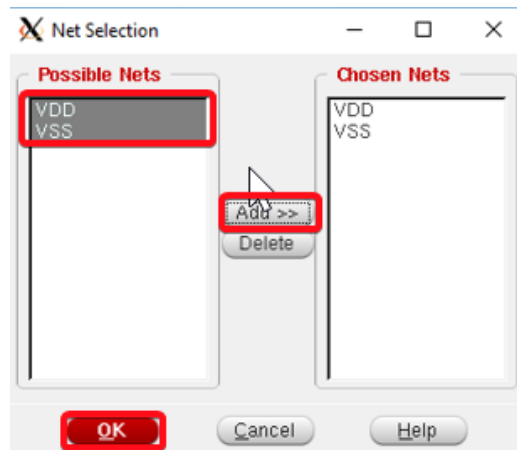 Net Selection
Possible Nets
Chosen Nets
VDD
VSS
VDD
VSS
Add >>
Delete
OK
Cancel
Help